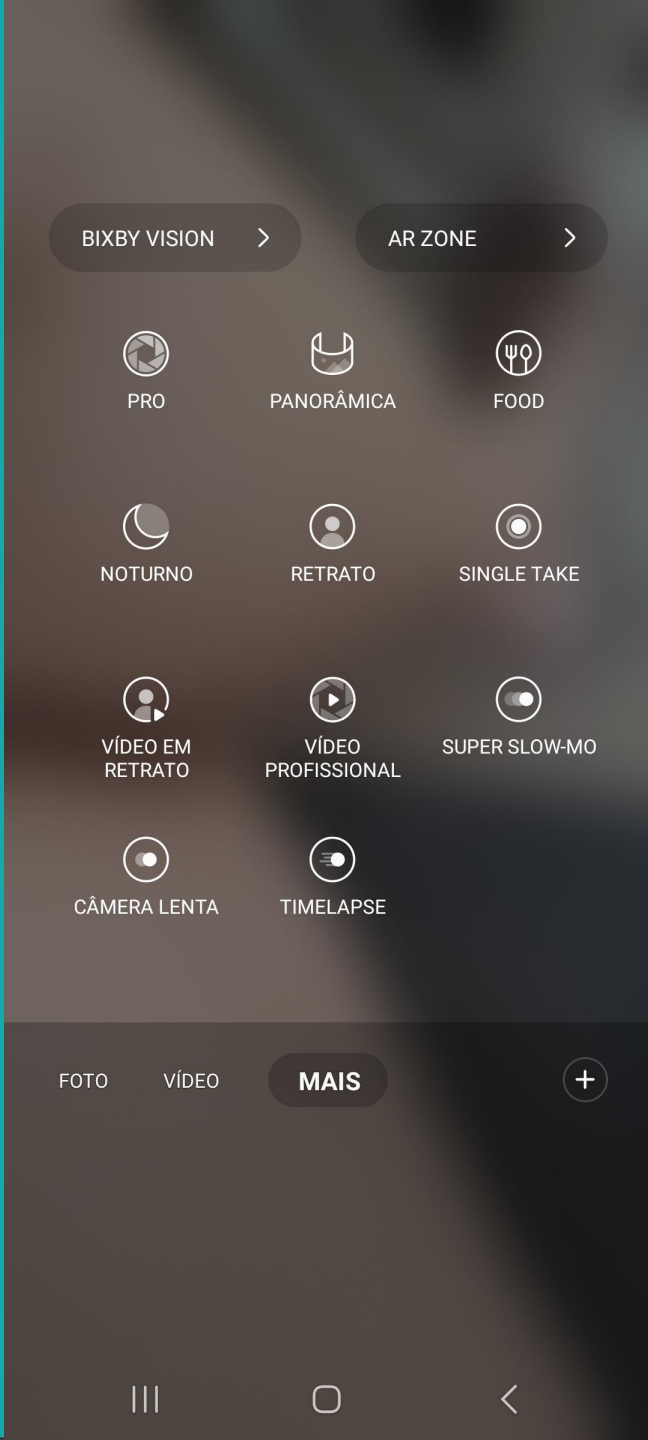 BIXBY VISION
AR ZONE
PRO
PANORÂMICA
FOOD
NOTURNO
RETRATO
SINGLE TAKE
VÍDEO EM
RETRATO
VÍDEO
PROFISSIONAL
SUPER SLOW-MO
CÂMERA LENTA
TIMELAPSE
FOTO
VÍDEO
MAIS